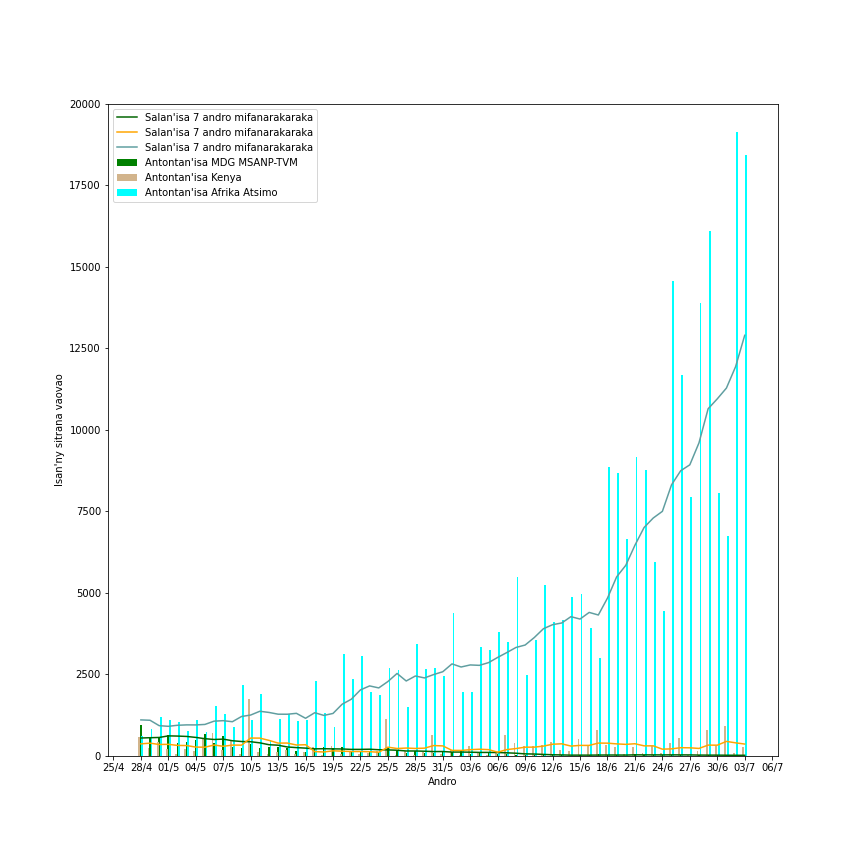 20000
17500
15000
12500
10000
7500
5000
2500
0
Isan'ny sitrana vaovao
Salan'isa 7 andro mifanarakaraka
Salan'isa 7 andro mifanarakaraka
Salan'isa 7 andro mifanarakaraka
Antontan'isa MDG MSANP-TVM
Antontan'isa Kenya
Antontan'isa Afrika Atsimo
25/4 28/4 01/5 04/5 07/5 10/5 13/5 16/5 19/5 22/5 25/5 28/5 31/5 03/6 06/6 09/6 12/6 15/6 18/6 21/6 24/6 27/6 30/6 03/7 06/7
Andro